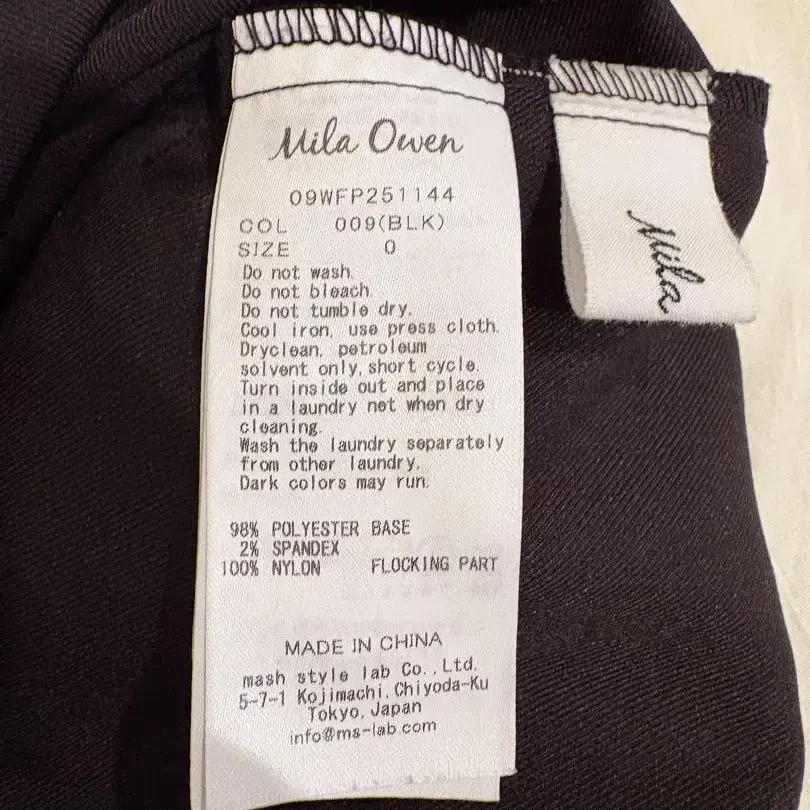 Mila Owen
09WFP251144
COL 009(BLK)
SIZE 0
Do not wash.
Do not bleach.
Do not tumble dry.
Cool iron, use press cloth.
Dryclean, petroleum
solvent only, short cycle.
Turn inside out and place
in a laundry net when dry
cleaning.
Wash the laundry separately
from other laundry.
Dark colors may run.
98% POLYESTER BASE
2% SPANDEX
100% NYLON FLOCKING PART
MADE IN CHINA
mash style lab Co., Ltd.
5-7-1 Kojimachi, Chiyoda-Ku
Tokyo, Japan
info@ms-lab.com
Mila